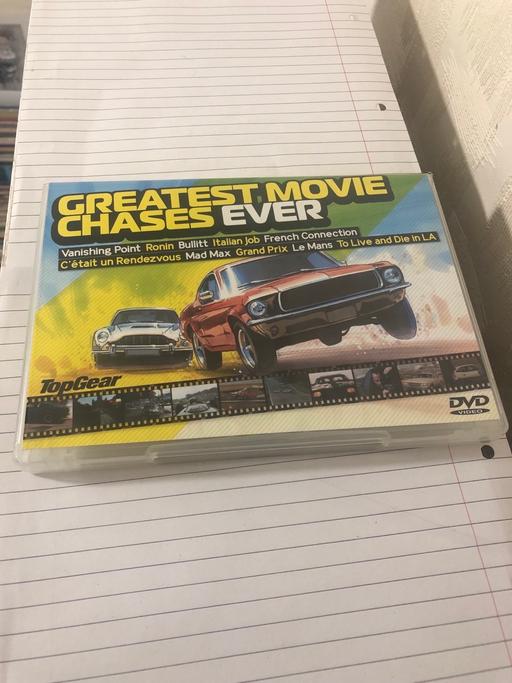 GREATEST MOVIE
CHASES EVER
Vanishing Point Ronin Bullitt Italian Job French Connection
C'était un Rendezvous Mad Max Grand Prix Le Mans To Live and Die in LA
TopGear
DVD
VIDEO